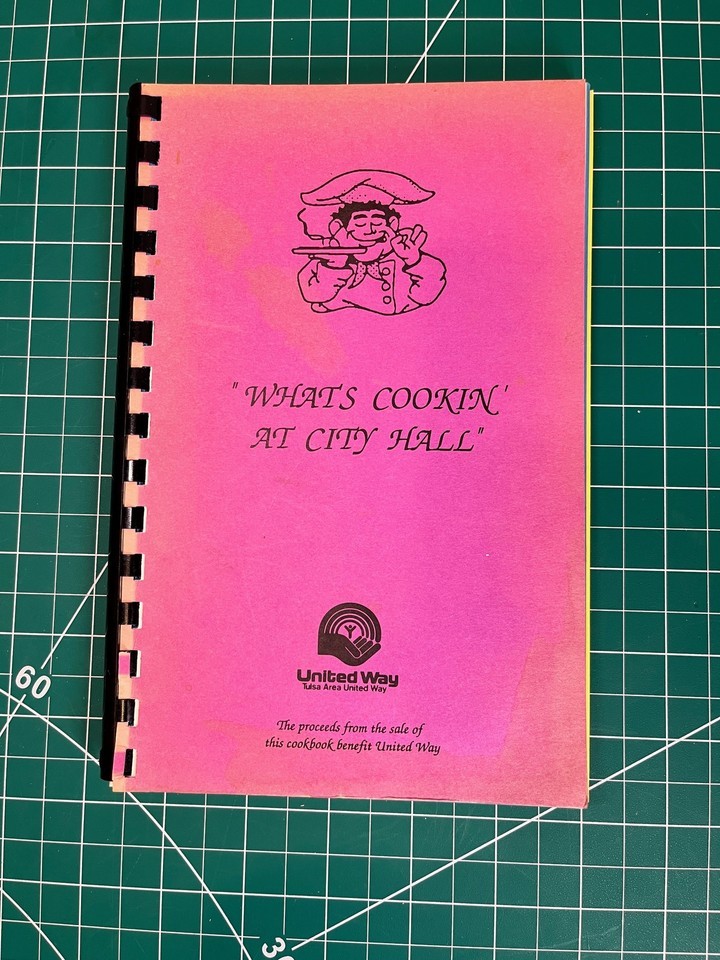 "WHATS COOKIN'
AT CITY HALL"
United Way
Tulsa Area United Way
The proceeds from the sale of
this cookbook benefit United Way
60